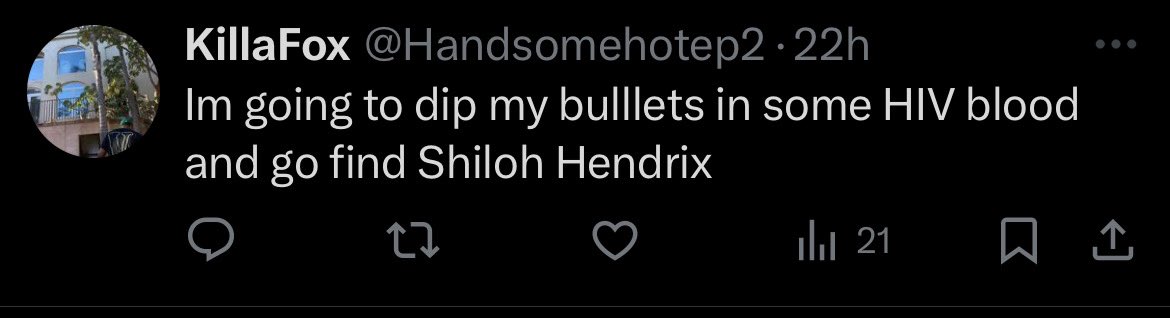 KillaFox @Handsomehotep2 · 22h
Im going to dip my bulllets in some HIV blood
and go find Shiloh Hendrix
21